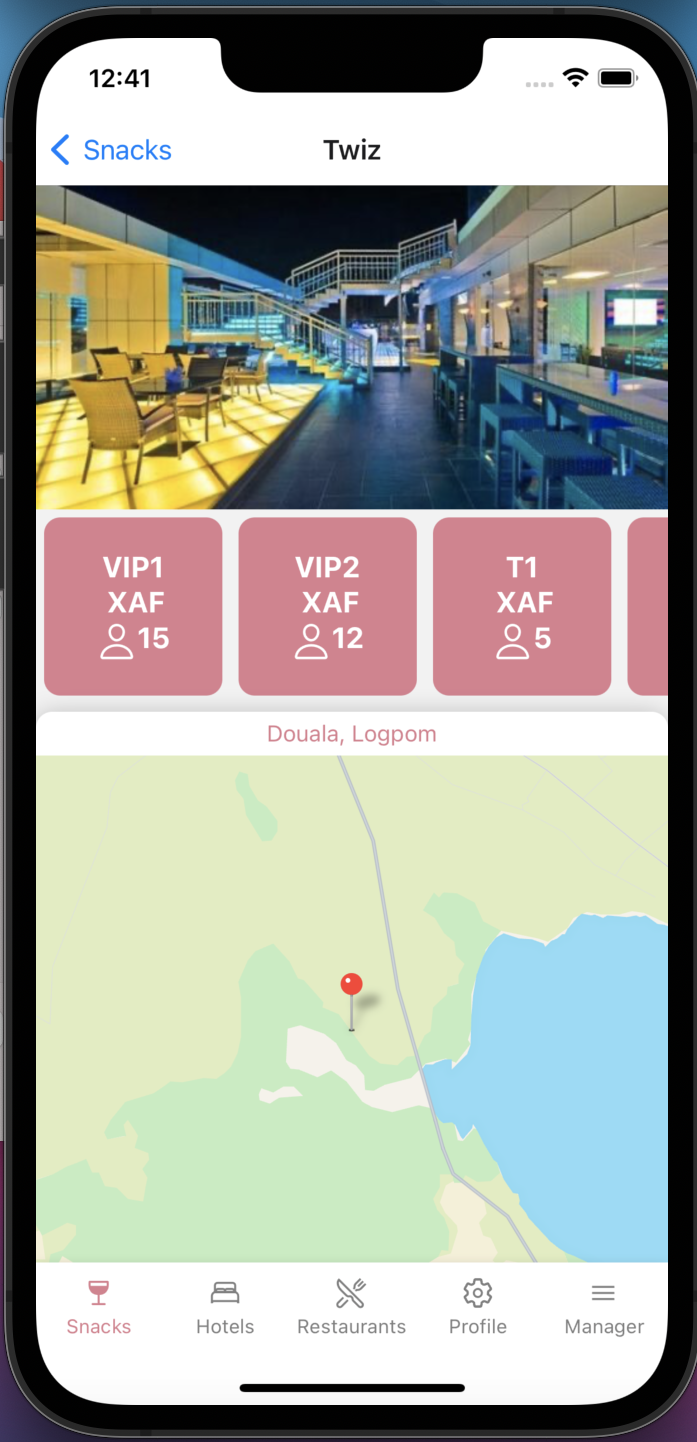 12:41
Snacks
Twiz
VIP1
XAF
15
VIP2
XAF
12
T1
XAF
5
Douala, Logpom
Snacks
Hotels
Restaurants
Profile
Manager